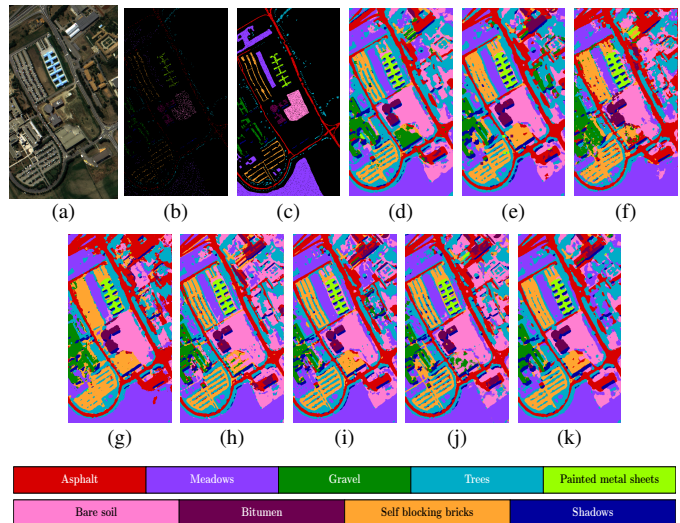 (a) (b) (c) (d) (e) (f)
(g) (h) (i) (j) (k)
Asphalt Meadows Gravel Trees Painted metal sheets
Bare soil Bitumen Self blocking bricks Shadows